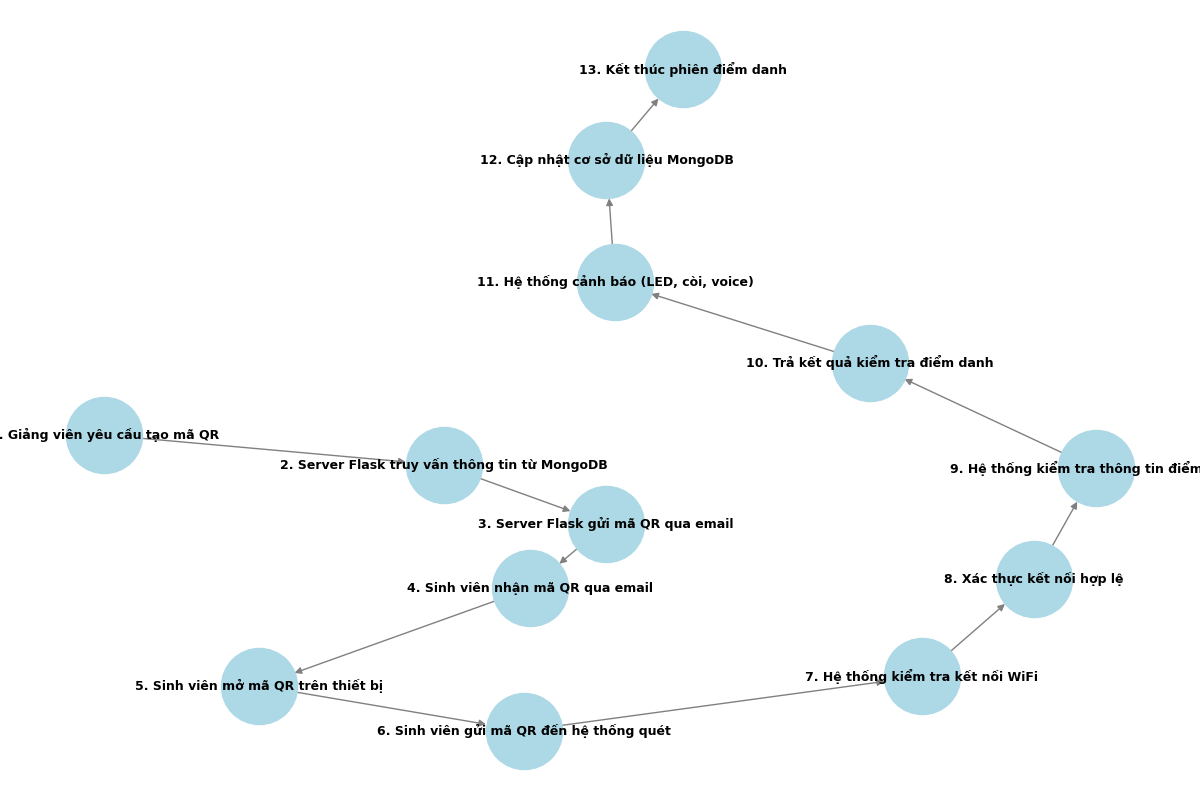 . Giảng viên yêu cầu tạo mã QR
2. Server Flask truy vấn thông tin từ MongoDB
3. Server Flask gửi mã QR qua email
4. Sinh viên nhận mã QR qua email
5. Sinh viên mở mã QR trên thiết bị
6. Sinh viên gửi mã QR đến hệ thống quét
7. Hệ thống kiểm tra kết nối WiFi
8. Xác thực kết nối hợp lệ
9. Hệ thống kiểm tra thông tin điểm
10. Trả kết quả kiểm tra điểm danh
11. Hệ thống cảnh báo (LED, còi, voice)
12. Cập nhật cơ sở dữ liệu MongoDB
13. Kết thúc phiên điểm danh